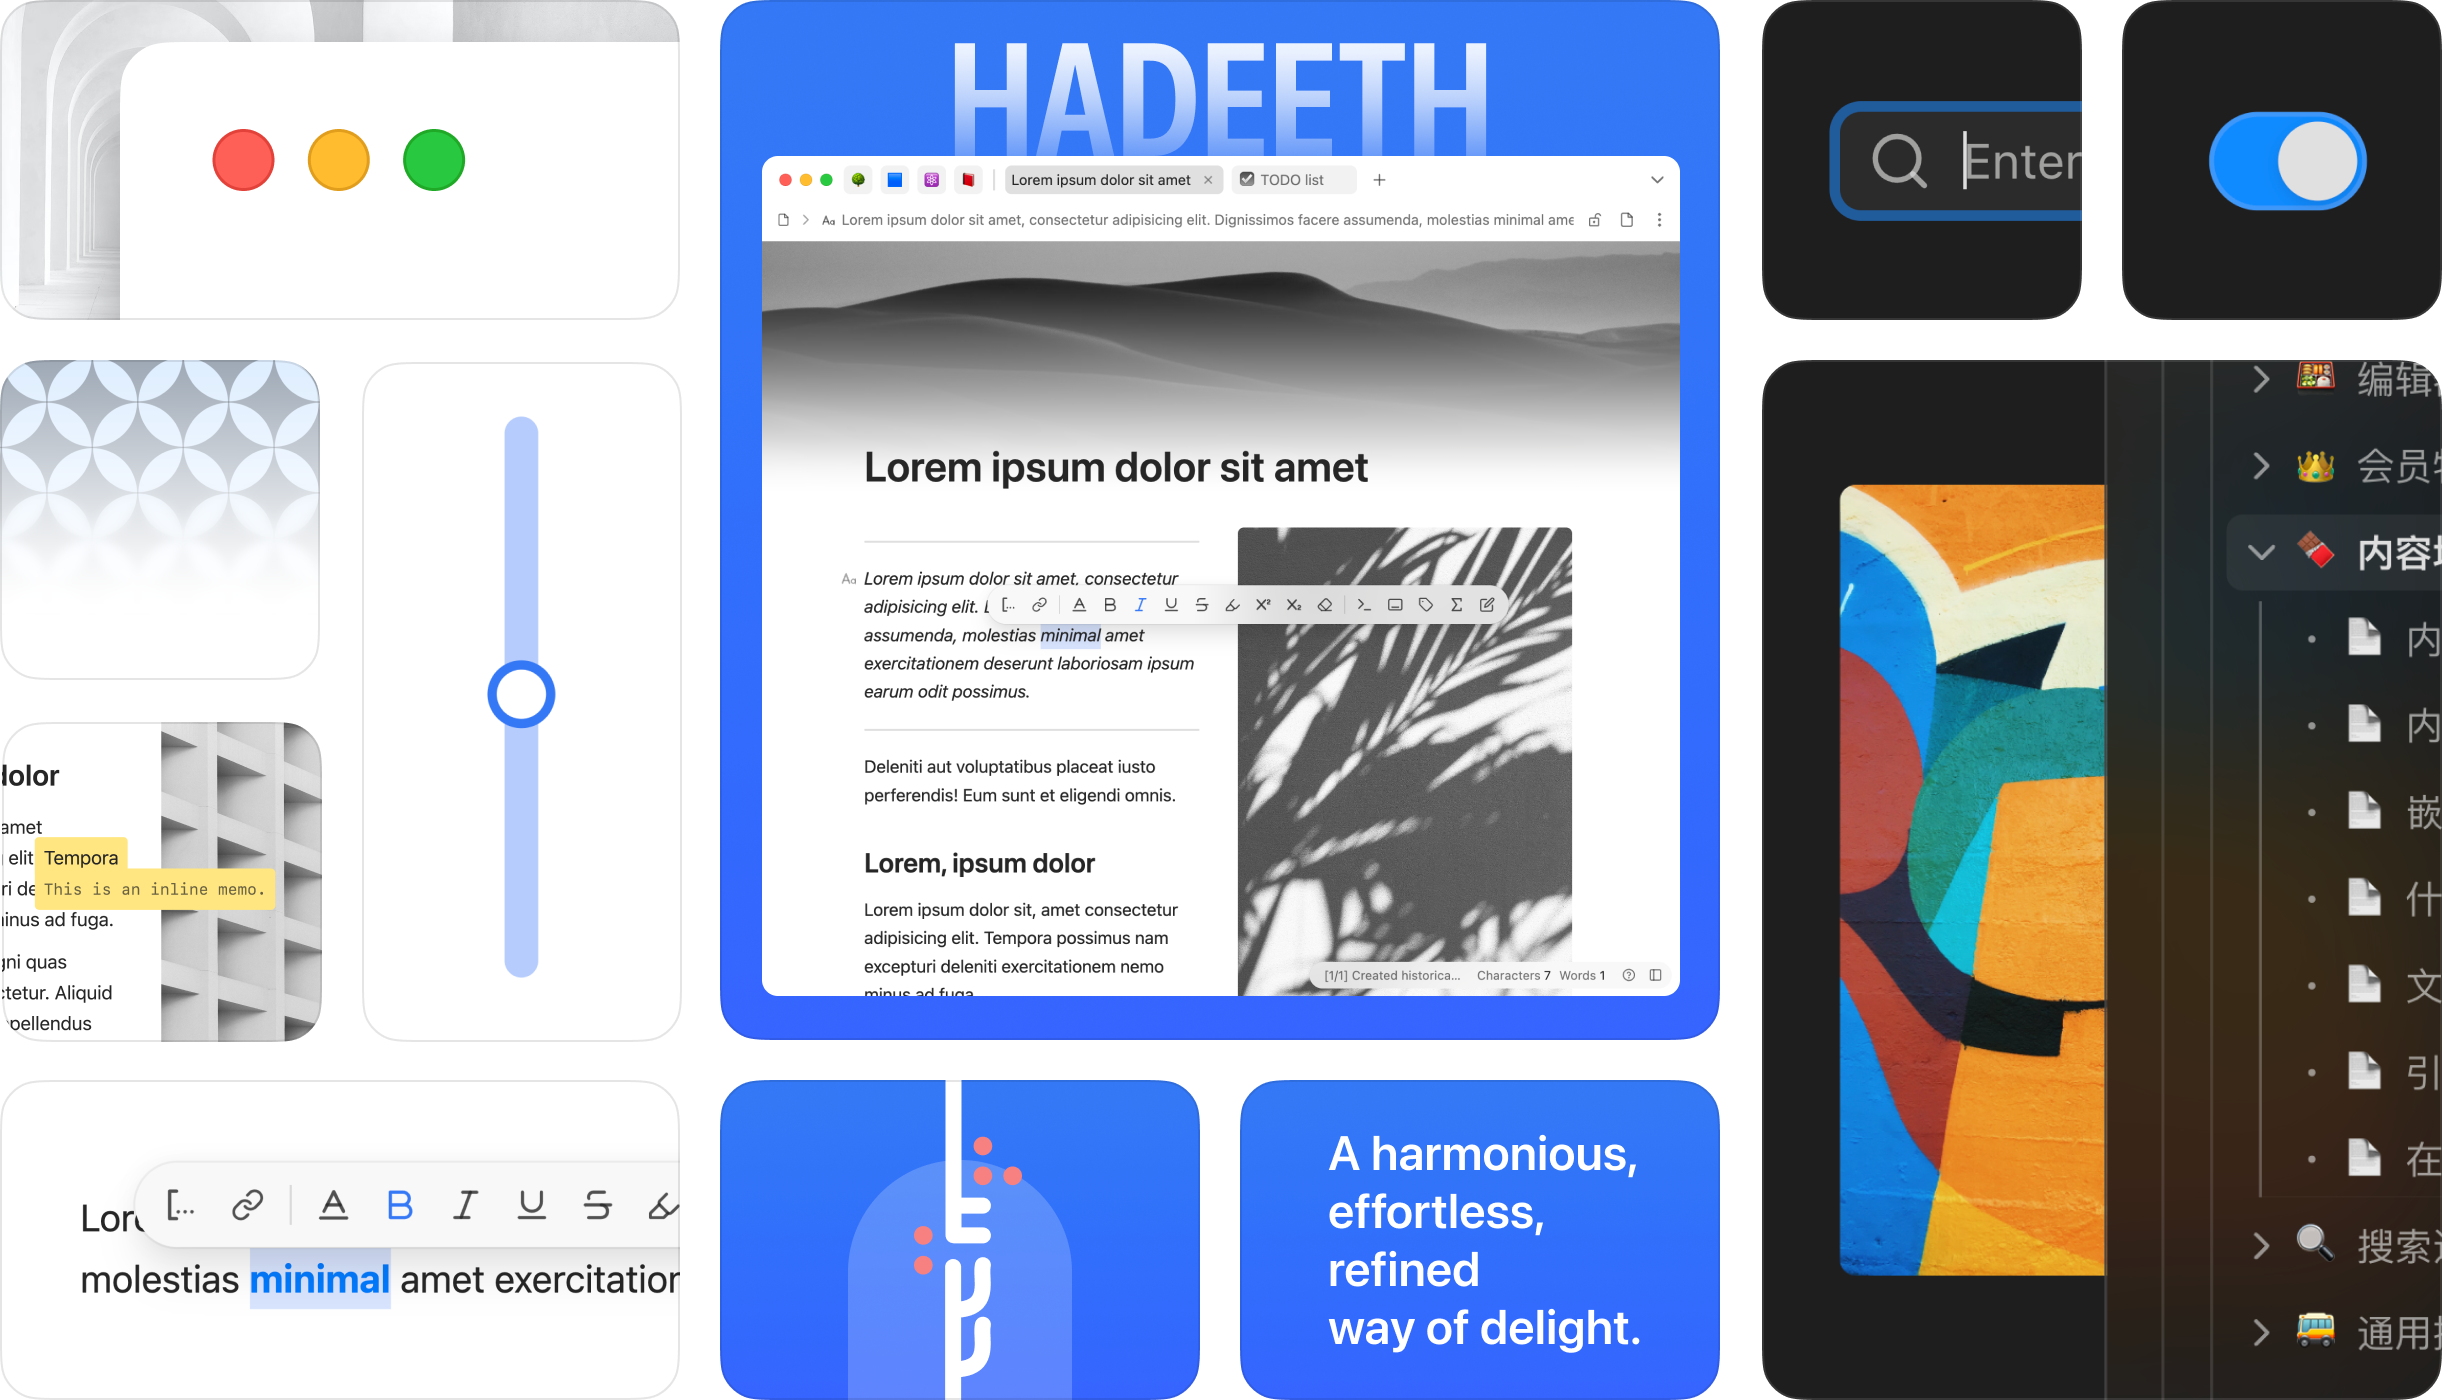 HADEETH
Lorem ipsum dolor sit amet
TODO list
Lorem ipsum dolor sit amet, consectetur adipisicing elit. Dignissimos facere assumenda, molestias minimal ame
Lorem ipsum dolor sit amet
Aa Lorem ipsum dolor sit amet, consectetur
adipisicing elit.
assumenda, molestias minimal amet
exercitationem deserunt laboriosam ipsum
earum odit possimus.
Deleniti aut voluptatibus placeat iusto
perferendis! Eum sunt et eligendi omnis.
Lorem, ipsum dolor
Lorem ipsum dolor sit, amet consectetur
adipisicing elit. Tempora possimus nam
excepturi deleniti exercitationem nemo
minus ad fuga.
[1/1] Created historica... Characters 7 Words 1
dolor
amet
elit Tempora
ri de This is an inline memo.
minus ad fuga.
gni quas
ctetur. Aliquid
pellendus
Lore
molestias minimal amet exercitation
A harmonious,
effortless,
refined
way of delight.
Enter
编辑
会员
内容
内
内
嵌
什
文
引
在
搜索
通用